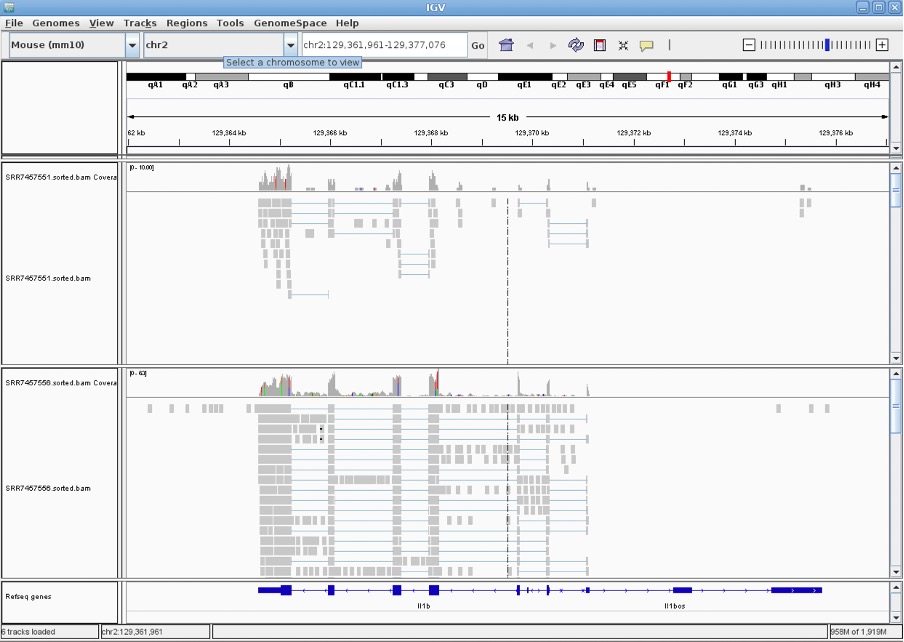 IGV
File Genomes View Tracks Regions Tools GenomeSpace Help
Mouse (mm10) chr2 chr2:129,361,961-129,377,076 Go
Select a chromosome to view
qA1 qA2 qA3 qB qC1.1 qC1.3 qC3 qD qE1 qE2 qE3 qE4 qE5 qF1 qF2 qG1 qG3 qH1 qH3 qH4
15 kb
62 kb 129,364 kb 129,366 kb 129,368 kb 129,370 kb 129,372 kb 129,374 kb 129,376 kb
[0 - 10.00]
SRR7457551.sorted.bam Covera
SRR7457551.sorted.bam
[0 - 63]
SRR7457556.sorted.bam Covera
SRR7457556.sorted.bam
Refseq genes
Il1b Il1bos
6 tracks loaded chr2:129,361,961 958M of 1,919M